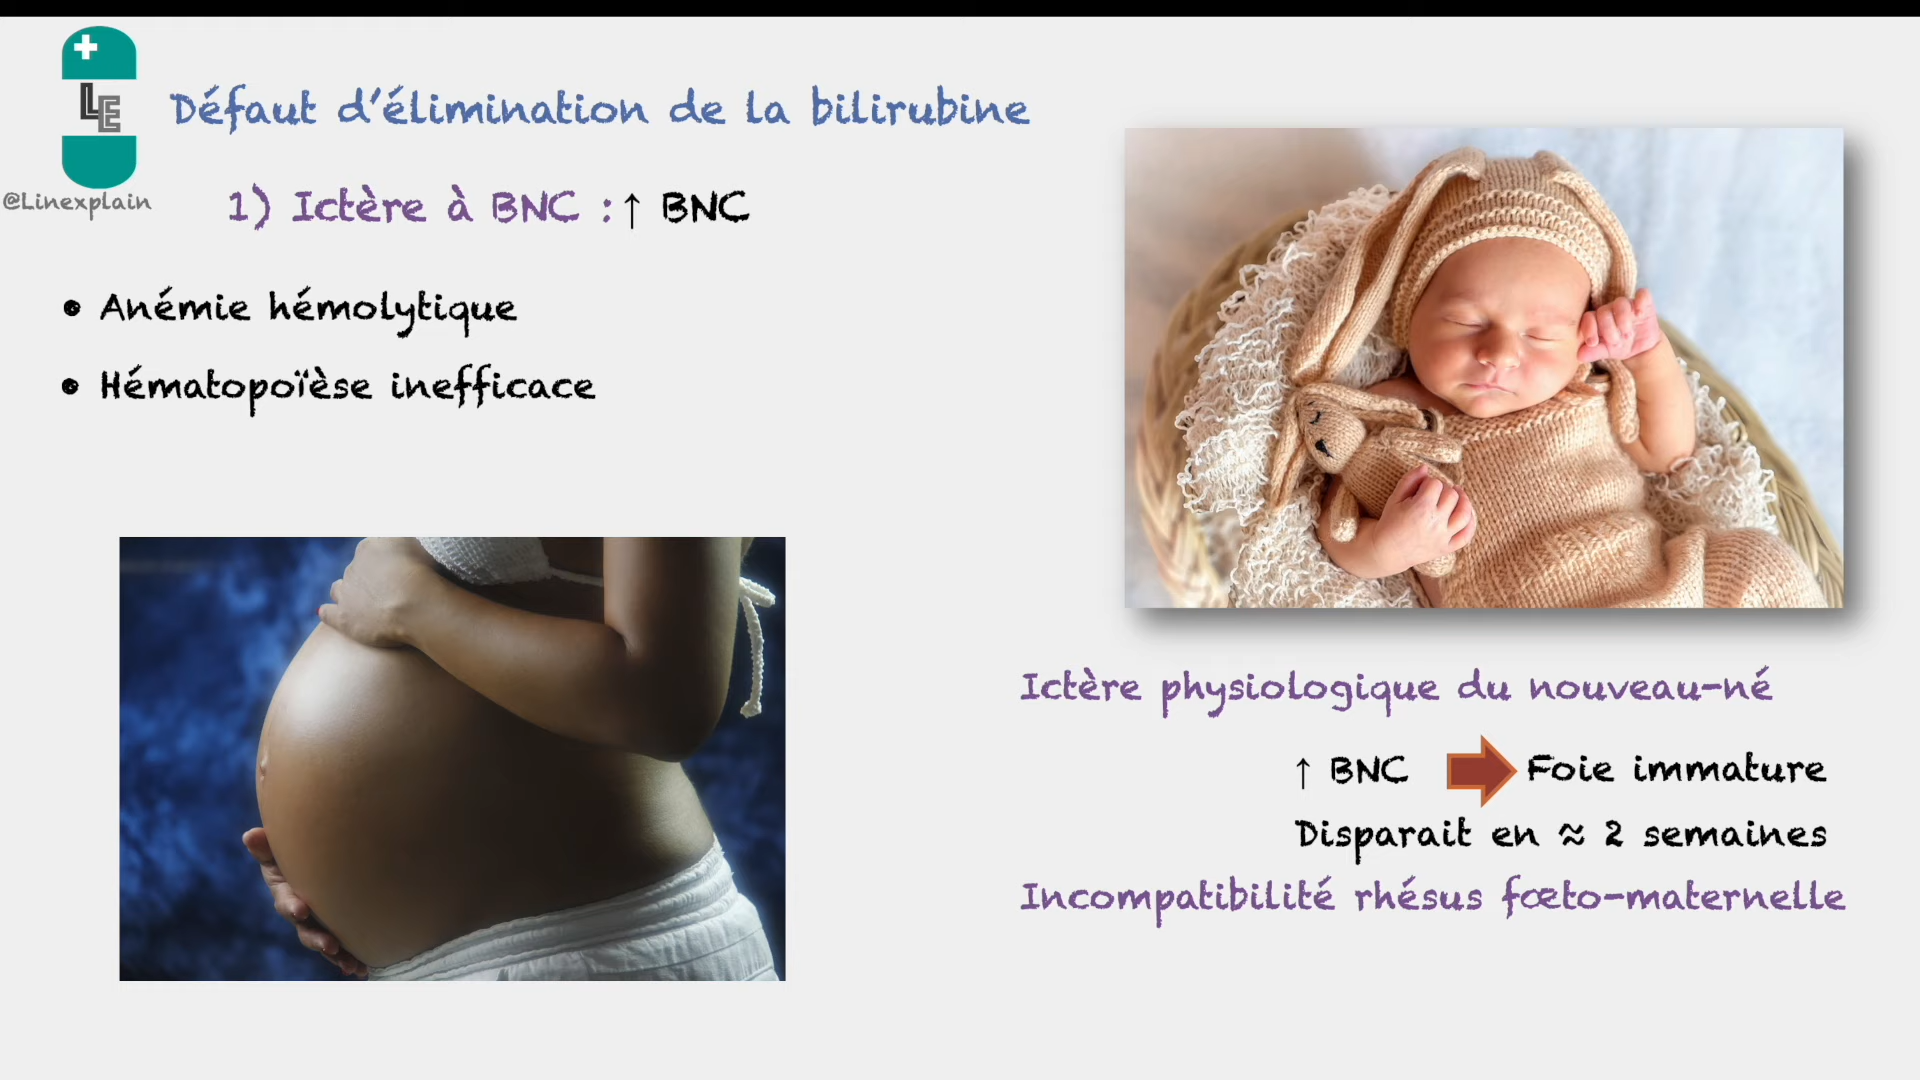 LE
@Linexplain
Défaut d'élimination de la bilirubine
1) Ictère à BNC : ↑ BNC
• Anémie hémolytique
• Hématopoïèse inefficace
Ictère physiologique du nouveau-né
↑ BNC ➡ Foie immature
Disparait en ≈ 2 semaines
Incompatibilité rhésus fœto-maternelle